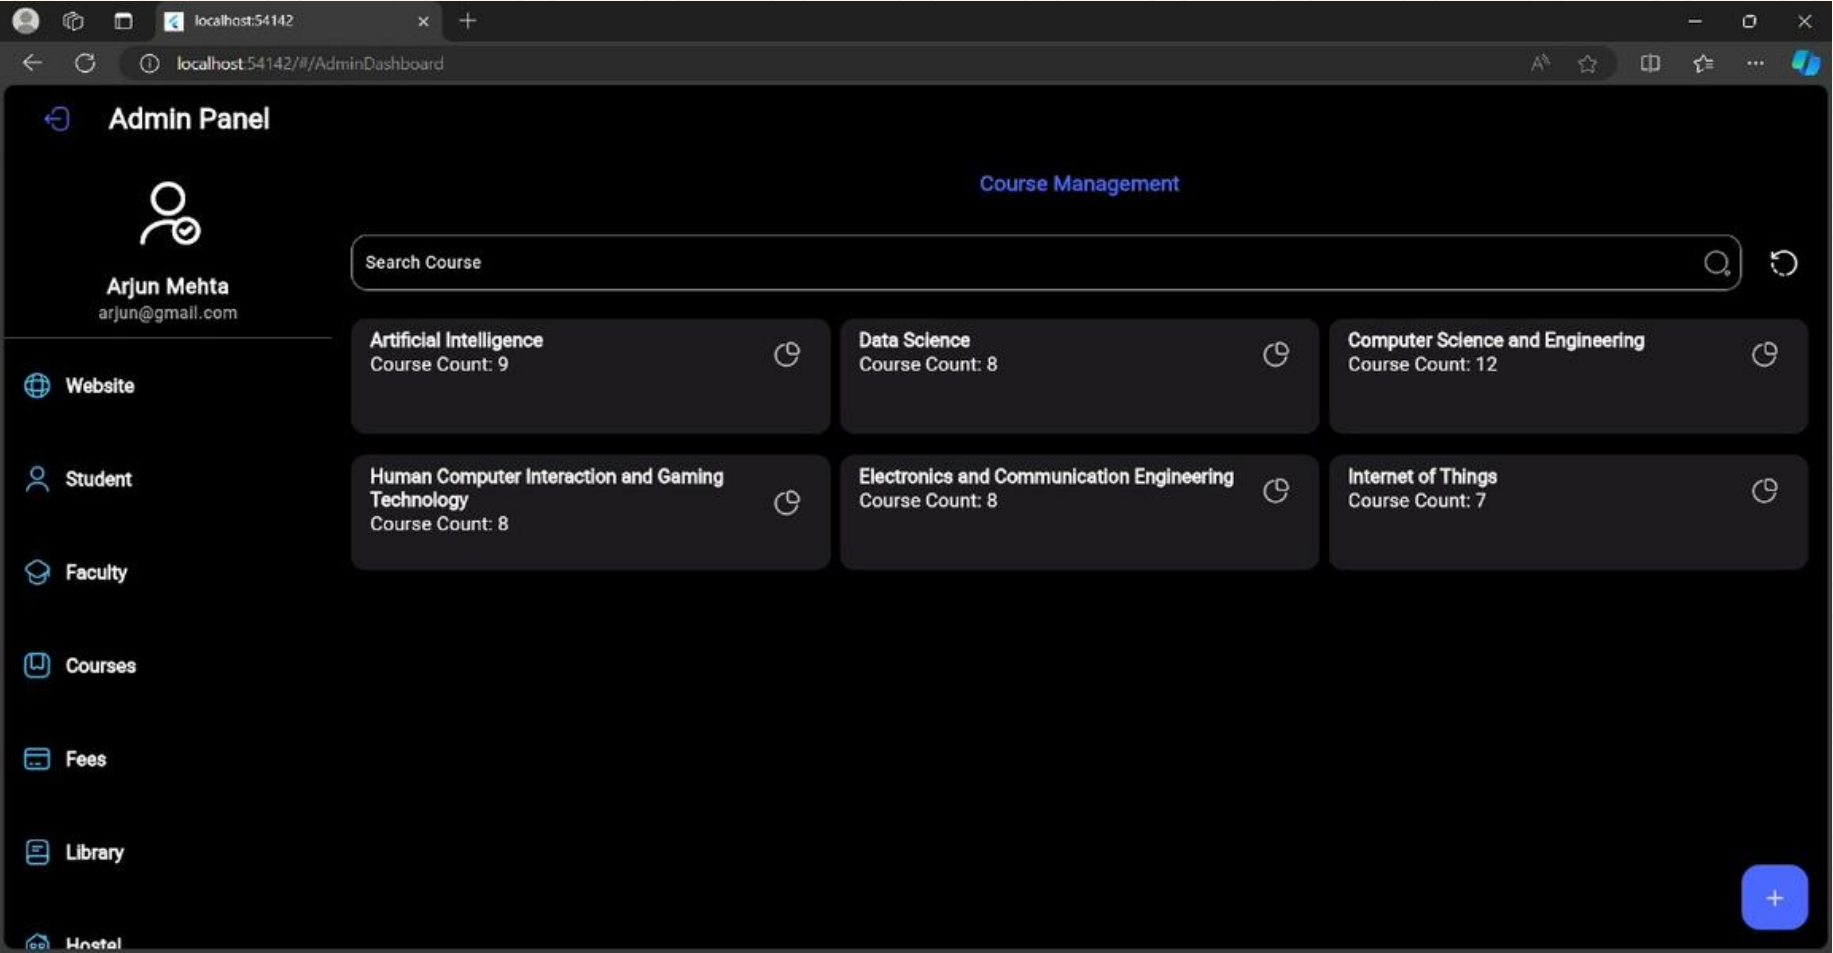 localhost:54142
localhost:54142/#/AdminDashboard
Admin Panel
Arjun Mehta
arjun@gmail.com
Website
Student
Faculty
Courses
Fees
Library
Hostel
Course Management
Search Course
Artificial Intelligence
Course Count: 9
Data Science
Course Count: 8
Computer Science and Engineering
Course Count: 12
Human Computer Interaction and Gaming
Technology
Course Count: 8
Electronics and Communication Engineering
Course Count: 8
Internet of Things
Course Count: 7